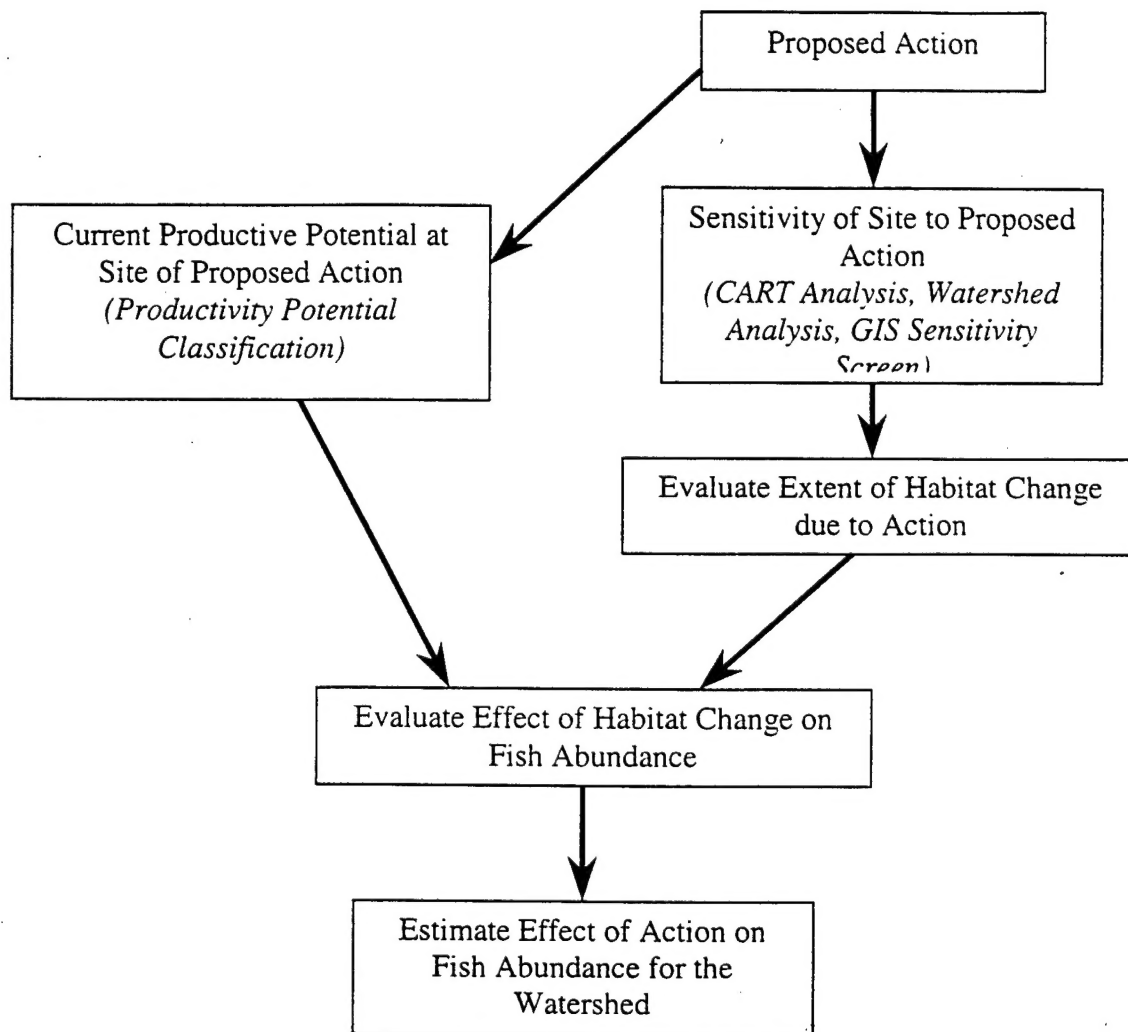 Proposed Action
Current Productive Potential at
Site of Proposed Action
(Productivity Potential
Classification)
Sensitivity of Site to Proposed
Action
(CART Analysis, Watershed
Analysis, GIS Sensitivity
Screen)
Evaluate Extent of Habitat Change
due to Action
Evaluate Effect of Habitat Change on
Fish Abundance
Estimate Effect of Action on
Fish Abundance for the
Watershed